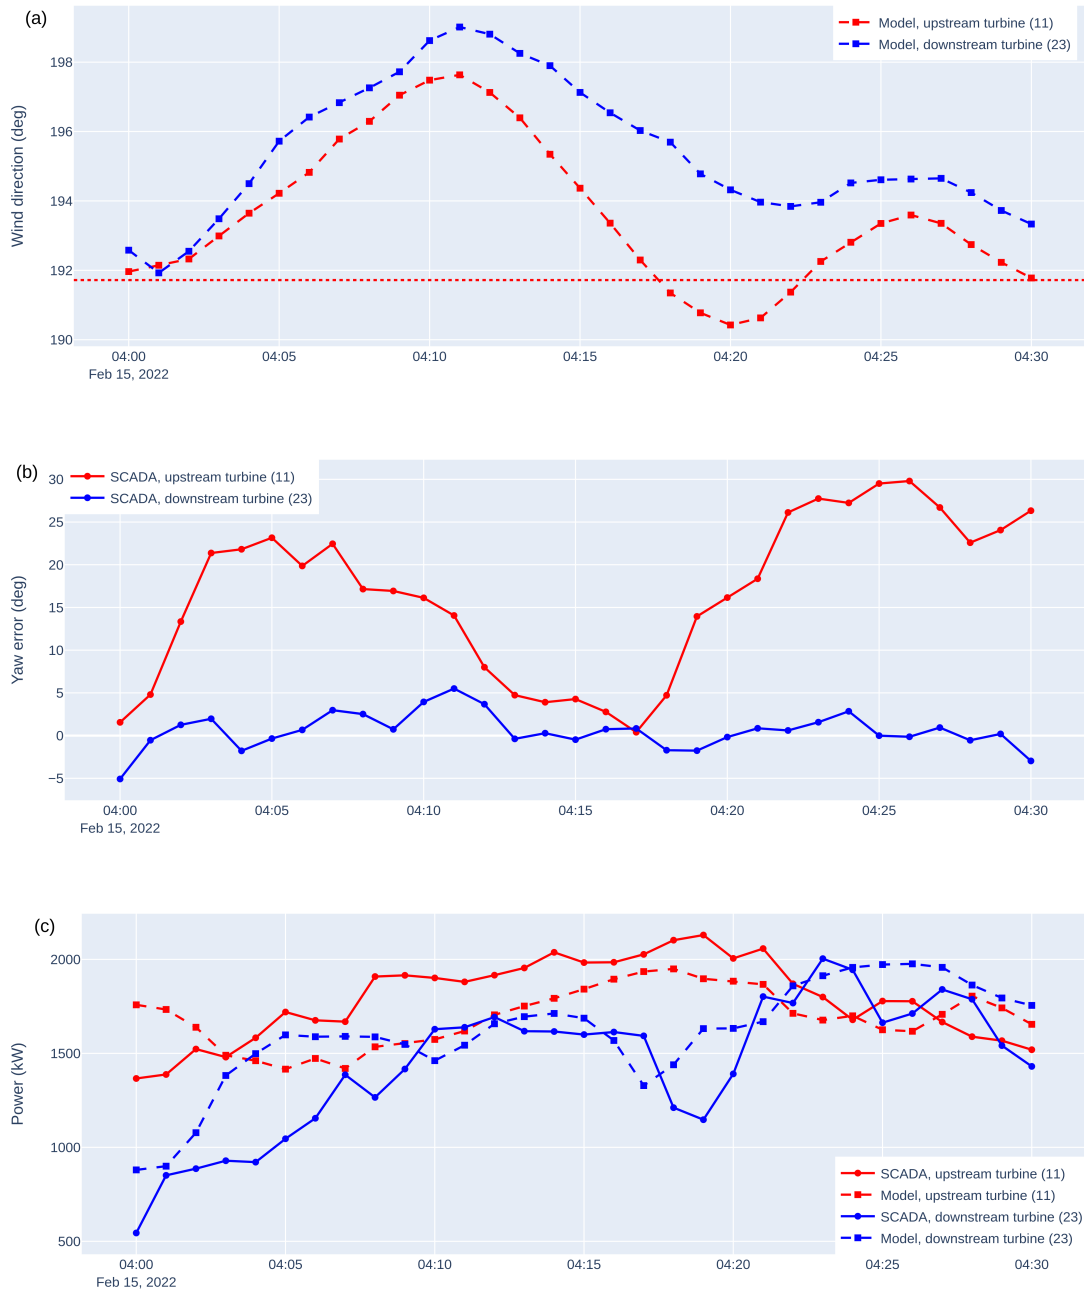 (a)
Model, upstream turbine (11)
Model, downstream turbine (23)
Wind direction (deg)
198
196
194
192
190
04:00 04:05 04:10 04:15 04:20 04:25 04:30
Feb 15, 2022
(b)
SCADA, upstream turbine (11)
SCADA, downstream turbine (23)
Yaw error (deg)
30
25
20
15
10
5
0
−5
04:00 04:05 04:10 04:15 04:20 04:25 04:30
Feb 15, 2022
(c)
Power (kW)
2000
1500
1000
500
SCADA, upstream turbine (11)
Model, upstream turbine (11)
SCADA, downstream turbine (23)
Model, downstream turbine (23)
04:00 04:05 04:10 04:15 04:20 04:25 04:30
Feb 15, 2022